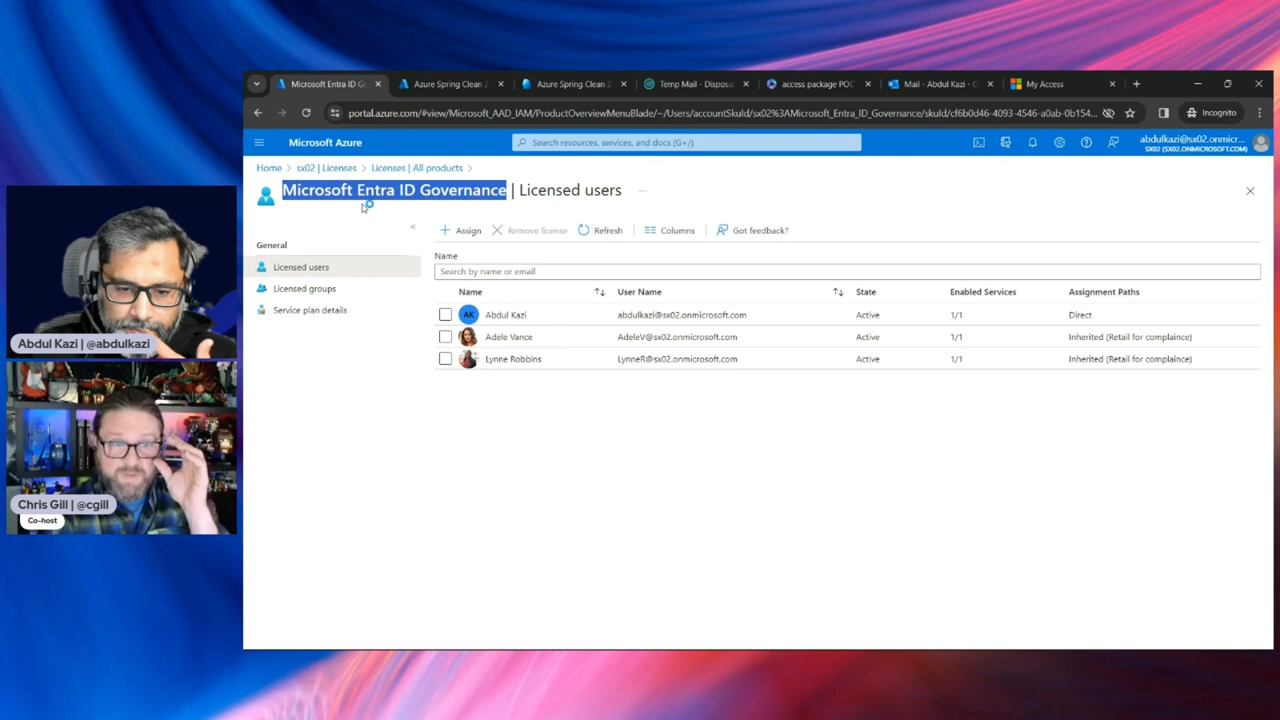 Microsoft Entra ID G
Azure Spring Clean 2
Azure Spring Clean 2
Temp Mail - Disposa
access package POC
Mail - Abdul Kazi - O
My Access
portal.azure.com/#view/Microsoft_AAD_IAM/ProductOverviewMenuBlade/~/Users/accountSkuId/sx02%3AMicrosoft_Entra_ID_Governance/skuId/cf6b0d46-4093-4546-a0ab-0b154...
Incognito
Microsoft Azure
Search resources, services, and docs (G+/)
abdulkazi@sx02.onmicr...
SX02 (SX02.ONMICROSOFT.COM)
Home > sx02 | Licenses > Licenses | All products >
Microsoft Entra ID Governance | Licensed users ...
General
Licensed users
Licensed groups
Service plan details
Assign
Remove license
Refresh
Columns
Got feedback?
Name
Search by name or email
Name User Name State Enabled Services Assignment Paths
AK Abdul Kazi abdulkazi@sx02.onmicrosoft.com Active 1/1 Direct
Adele Vance AdeleV@sx02.onmicrosoft.com Active 1/1 Inherited (Retail for complaince)
Lynne Robbins LynneR@sx02.onmicrosoft.com Active 1/1 Inherited (Retail for complaince)
Abdul Kazi | @abdulkazi
Chris Gill | @cgill
Co-host